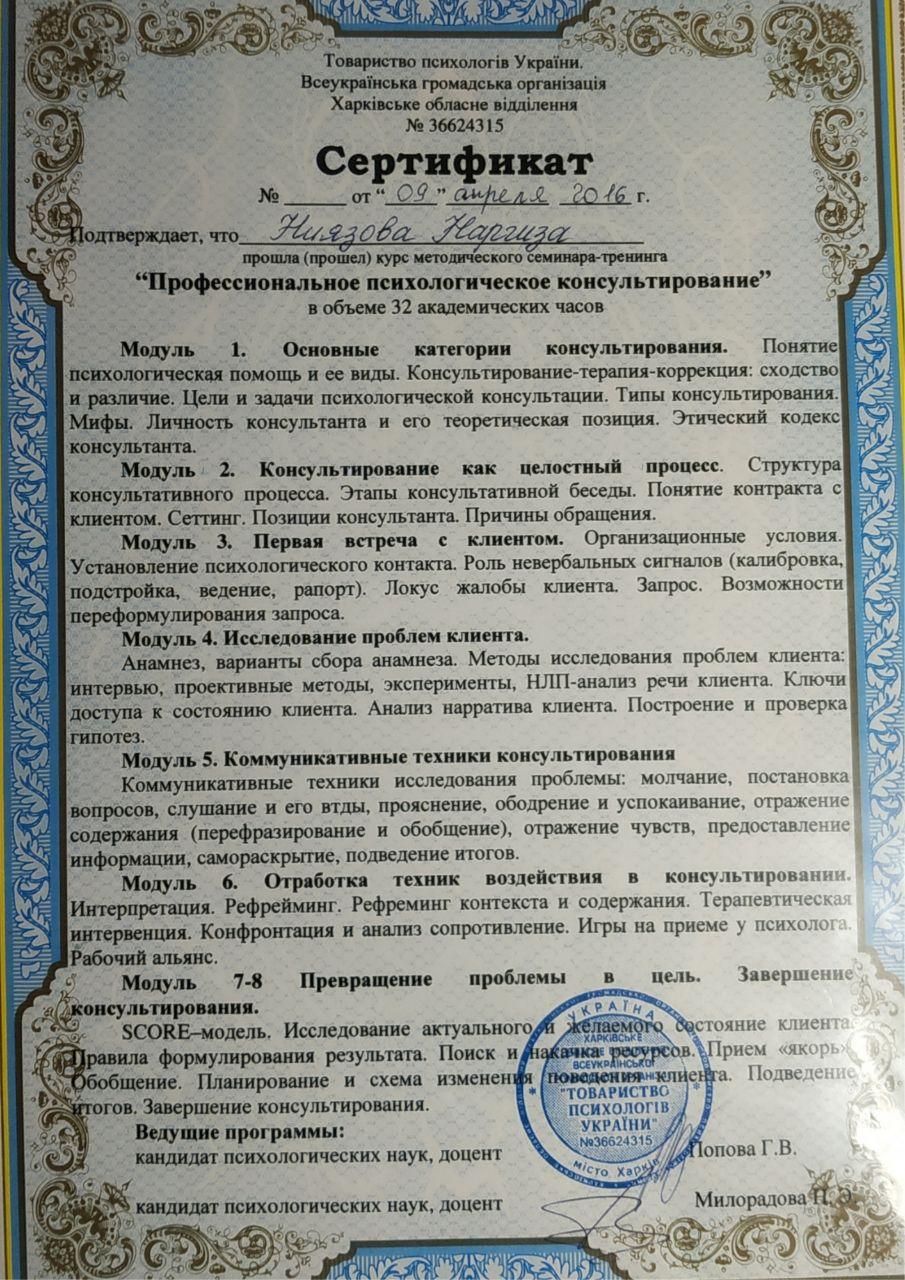 Товариство психологів України.
Всеукраїнська громадська організація
Харківське обласне відділення
№ 36624315
Сертификат
№ ______ от “ 09 ” апреля 2016 г.
Подтверждает, что Ниязова Наргиза
прошла (прошел) курс методического семинара-тренинга
“Профессиональное психологическое консультирование”
в объеме 32 академических часов
Модуль 1. Основные категории консультирования. Понятие
психологическая помощь и ее виды. Консультирование-терапия-коррекция: сходство
и различие. Цели и задачи психологической консультации. Типы консультирования.
Мифы. Личность консультанта и его теоретическая позиция. Этический кодекс
консультанта.
Модуль 2. Консультирование как целостный процесс. Структура
консультативного процесса. Этапы консультативной беседы. Понятие контракта с
клиентом. Сеттинг. Позиции консультанта. Причины обращения.
Модуль 3. Первая встреча с клиентом. Организационные условия.
Установление психологического контакта. Роль невербальных сигналов (калибровка,
подстройка, ведение, рапорт). Локус жалобы клиента. Запрос. Возможности
переформулирования запроса.
Модуль 4. Исследование проблем клиента.
Анамнез, варианты сбора анамнеза. Методы исследования проблем клиента:
интервью, проективные методы, эксперименты, НЛП-анализ речи клиента. Ключи
доступа к состоянию клиента. Анализ нарратива клиента. Построение и проверка
гипотез.
Модуль 5. Коммуникативные техники консультирования
Коммуникативные техники исследования проблемы: молчание, постановка
вопросов, слушание и его втды, прояснение, ободрение и успокаивание, отражение
содержания (перефразирование и обобщение), отражение чувств, предоставление
информации, самораскрытие, подведение итогов.
Модуль 6. Отработка техник воздействия в консультировании.
Интерпретация. Рефрейминг. Рефреминг контекста и содержания. Терапевтическая
интервенция. Конфронтация и анализ сопротивление. Игры на приеме у психолога.
Рабочий альянс.
Модуль 7-8 Превращение проблемы в цель. Завершение
консультирования.
SCORE–модель. Исследование актуального и желаемого состояние клиента.
Правила формулирования результата. Поиск и накачка ресурсов. Прием «якорь».
Обобщение. Планирование и схема изменения поведения клиента. Подведение
итогов. Завершение консультирования.
Ведущие программы:
кандидат психологических наук, доцент Попова Г.В.
кандидат психологических наук, доцент Милорадова Н. Э.
УКРАЇНА
ХАРКІВСЬКЕ
ВСЕУКРАЇНСЬКОЇ
"ТОВАРИСТВО
ПСИХОЛОГІВ
УКРАЇНИ"
№36624315
місто Харків